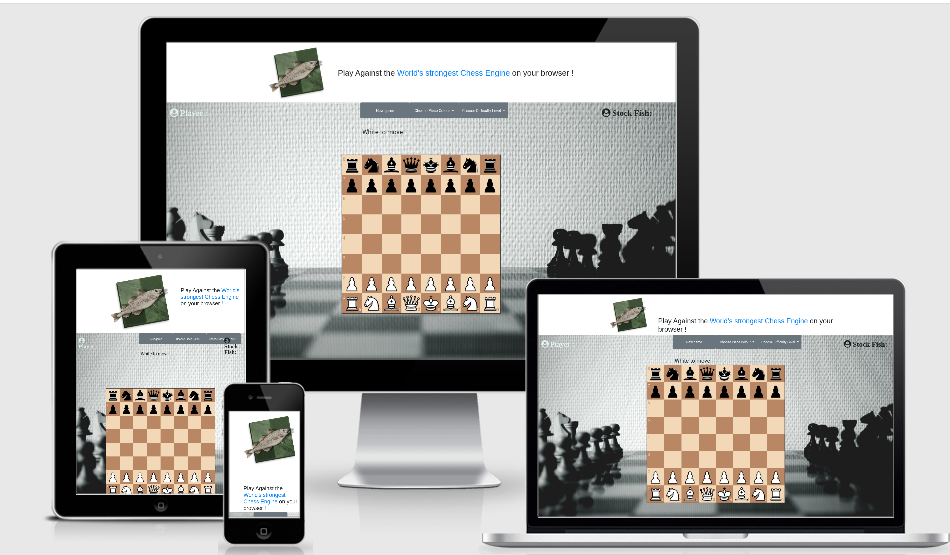 Play Against the World's strongest Chess Engine on your browser !
Player
New game
Stock Fish:
White to move
Play Against the World's
strongest Chess Engine
on your browser !
Stock
Fish:
White to move
Play Against the
World's strongest
Chess Engine on your
browser !
Play Against the World's strongest Chess Engine on your
browser !
Player
Stock Fish:
White to move